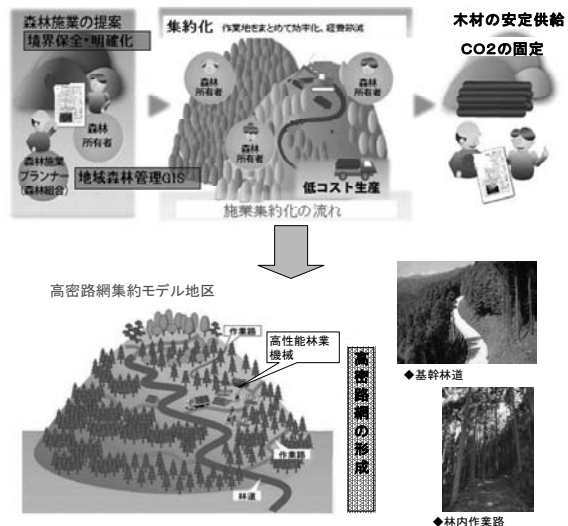 森林施業の提案
境界保全・明確化
森林
所有者
森林施業
プランナー
(森林組合)
地域森林管理GIS
集約化 作業地をまとめて効率化、経費節減
森林
所有者
森林
所有者
森林
所有者
低コスト生産
施業集約化の流れ
木材の安定供給
CO2の固定
高密路網集約モデル地区
作業路
高性能林業
機械
作業路
林道
高密路網の形成
◆基幹林道
◆林内作業路